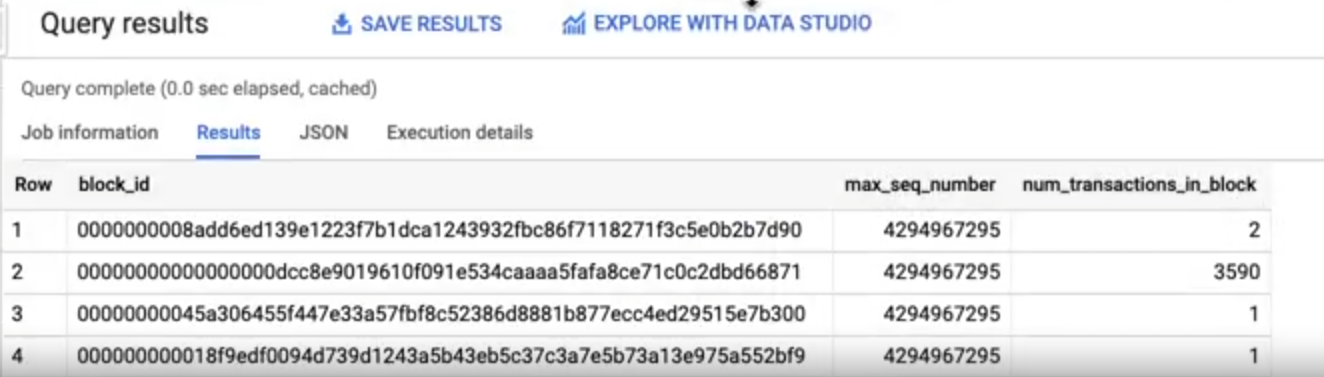 Query results SAVE RESULTS EXPLORE WITH DATA STUDIO
Query complete (0.0 sec elapsed, cached)
Job information Results JSON Execution details
Row block_id max_seq_number num_transactions_in_block
1 0000000008add6ed139e1223f7b1dca1243932fbc86f7118271f3c5e0b2b7d90 4294967295 2
2 00000000000000000dcc8e9019610f091e534caaaa5fafa8ce71c0c2dbd66871 4294967295 3590
3 00000000045a306455f447e33a57fbf8c52386d8881b877ecc4ed29515e7b300 4294967295 1
4 000000000018f9edf0094d739d1243a5b43eb5c37c3a7e5b73a13e975a552bf9 4294967295 1